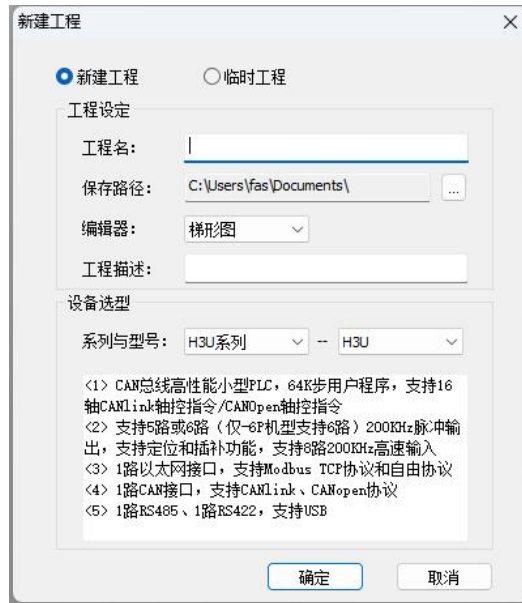 新建工程
新建工程 临时工程
工程设定
工程名：
保存路径： C:\Users\fas\Documents\ ...
编辑器： 梯形图
工程描述：
设备选型
系列与型号： H3U系列 -- H3U
<1> CAN总线高性能小型PLC，64K步用户程序，支持16
轴CANlink轴控指令/CANOpen轴控指令
<2> 支持5路或6路（仅-6P机型支持6路）200KHz脉冲输
出，支持定位和插补功能，支持8路200KHz高速输入
<3> 1路以太网接口，支持Modbus TCP协议和自由协议
<4> 1路CAN接口，支持CANlink、CANopen协议
<5> 1路RS485、1路RS422，支持USB
确定 取消